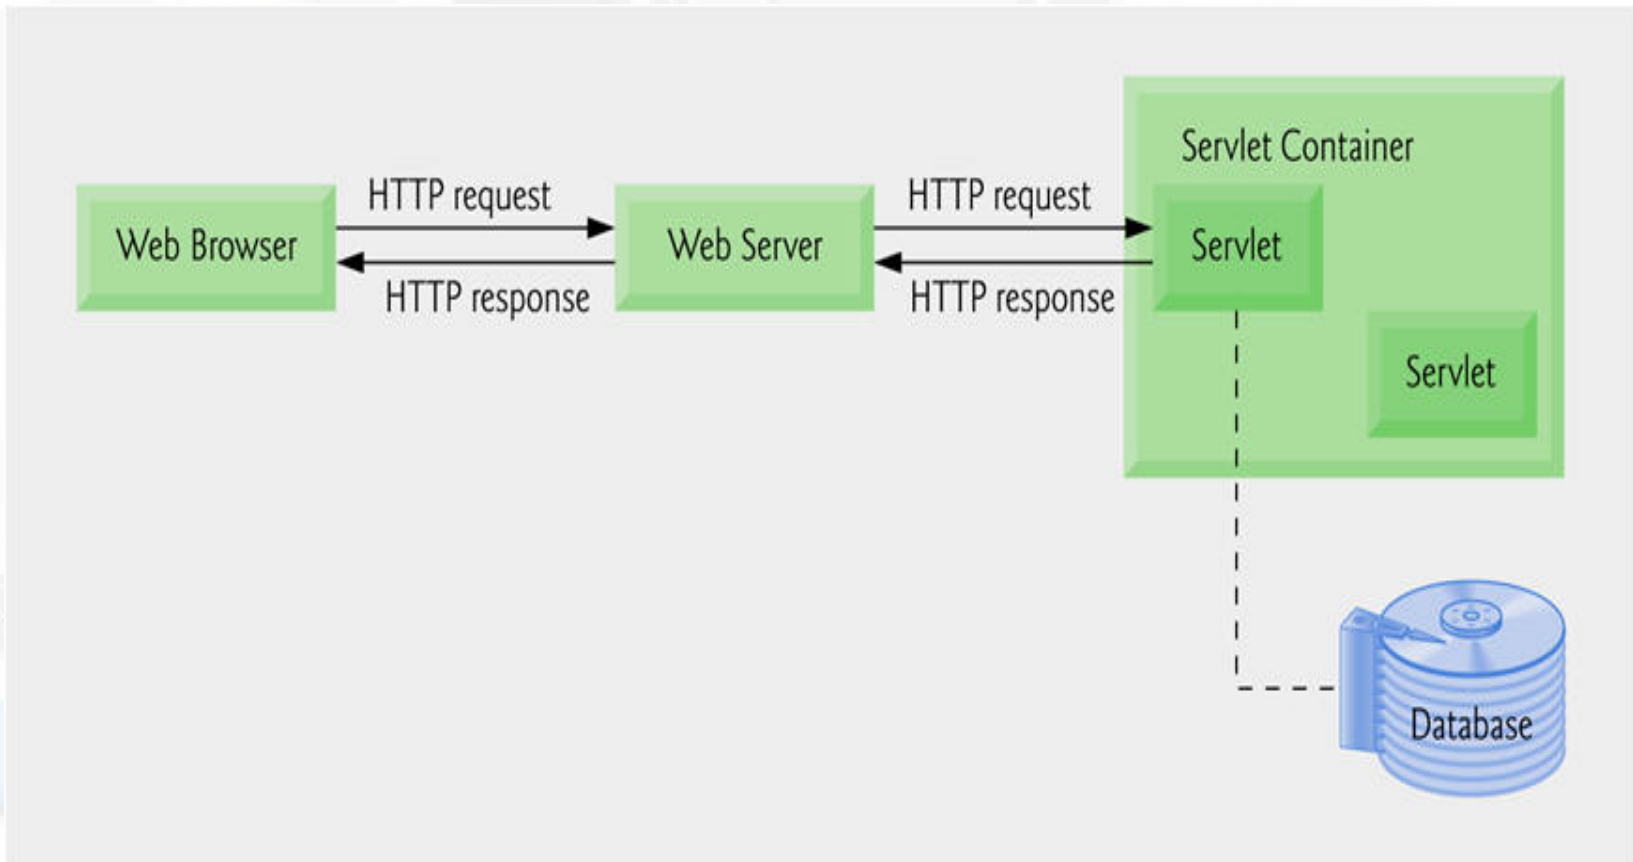 Servlet Container
HTTP request
HTTP request
Web Browser
Web Server
Servlet
HTTP response
HTTP response
Servlet
Database